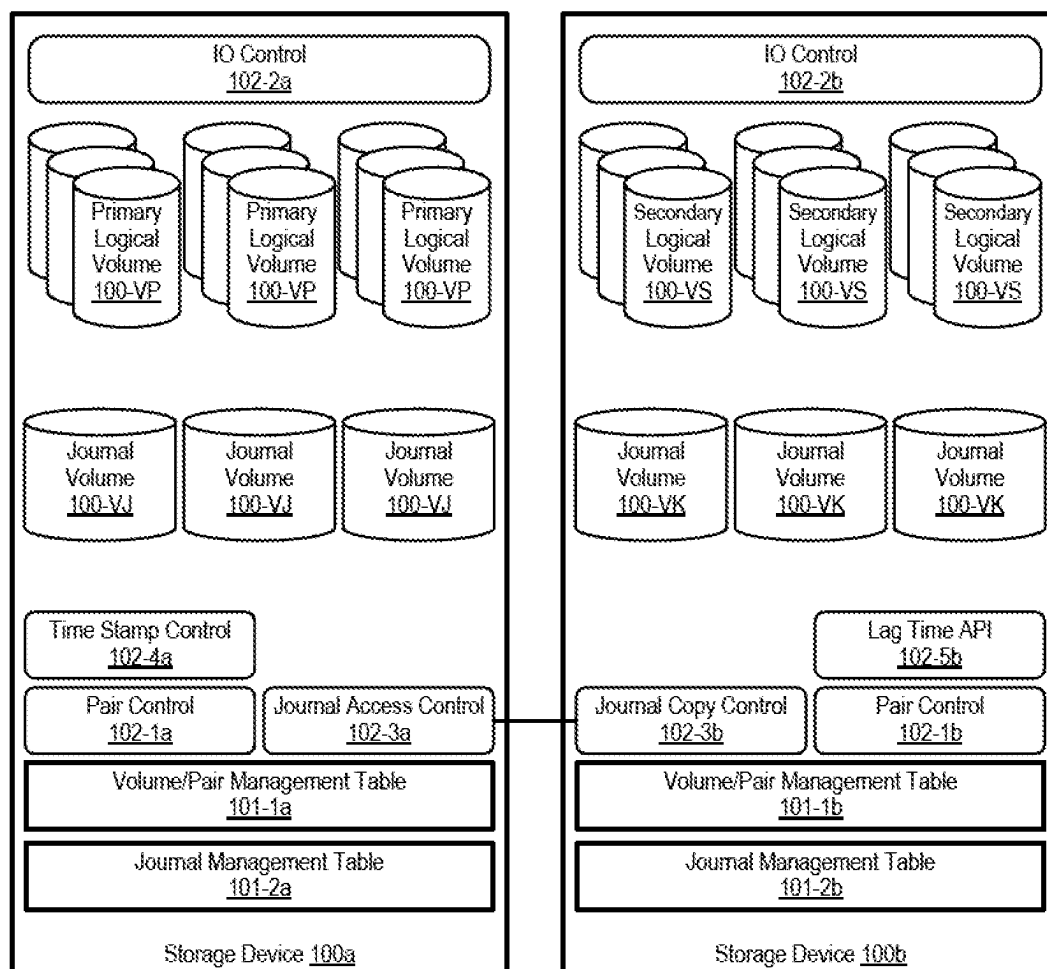 IO Control
102-2a
Primary Logical Volume 100-VP
Primary Logical Volume 100-VP
Primary Logical Volume 100-VP
Journal Volume 100-VJ
Journal Volume 100-VJ
Journal Volume 100-VJ
Time Stamp Control
102-4a
Pair Control
102-1a
Journal Access Control
102-3a
Volume/Pair Management Table
101-1a
Journal Management Table
101-2a
Storage Device 100a
IO Control
102-2b
Secondary Logical Volume 100-VS
Secondary Logical Volume 100-VS
Secondary Logical Volume 100-VS
Journal Volume 100-VK
Journal Volume 100-VK
Journal Volume 100-VK
Lag Time API
102-5b
Journal Copy Control
102-3b
Pair Control
102-1b
Volume/Pair Management Table
101-1b
Journal Management Table
101-2b
Storage Device 100b